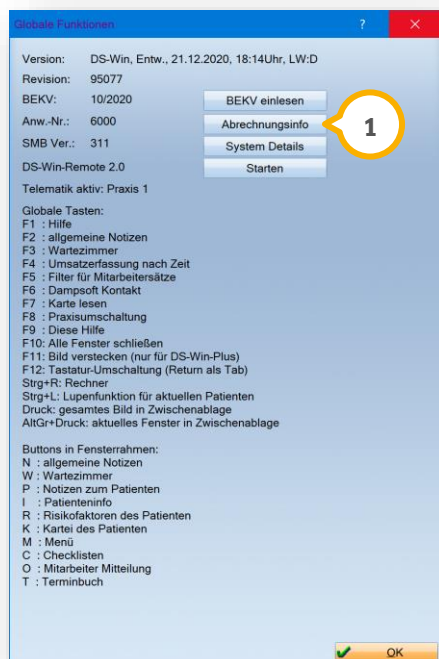 Globale Funktionen ? ×
Version: DS-Win, Entw., 21.12.2020, 18:14Uhr, LW:D
Revision: 95077
BEKV: 10/2020 BEKV einlesen
Anw.-Nr.: 6000 Abrechnungsinfo 1
SMB Ver.: 311 System Details
DS-Win-Remote 2.0 Starten
Telematik aktiv: Praxis 1
Globale Tasten:
F1 : Hilfe
F2 : allgemeine Notizen
F3 : Wartezimmer
F4 : Umsatzerfassung nach Zeit
F5 : Filter für Mitarbeitersätze
F6 : Dampsoft Kontakt
F7 : Karte lesen
F8 : Praxisumschaltung
F9 : Diese Hilfe
F10: Alle Fenster schließen
F11: Bild verstecken (nur für DS-Win-Plus)
F12: Tastatur-Umschaltung (Return als Tab)
Strg+R: Rechner
Strg+L: Lupenfunktion für aktuellen Patienten
Druck: gesamtes Bild in Zwischenablage
AltGr+Druck: aktuelles Fenster in Zwischenablage
Buttons in Fensterrahmen:
N : allgemeine Notizen
W : Wartezimmer
P : Notizen zum Patienten
I : Patienteninfo
R : Risikofaktoren des Patienten
K : Kartei des Patienten
M : Menü
C : Checklisten
O : Mitarbeiter Mitteilung
T : Terminbuch
OK